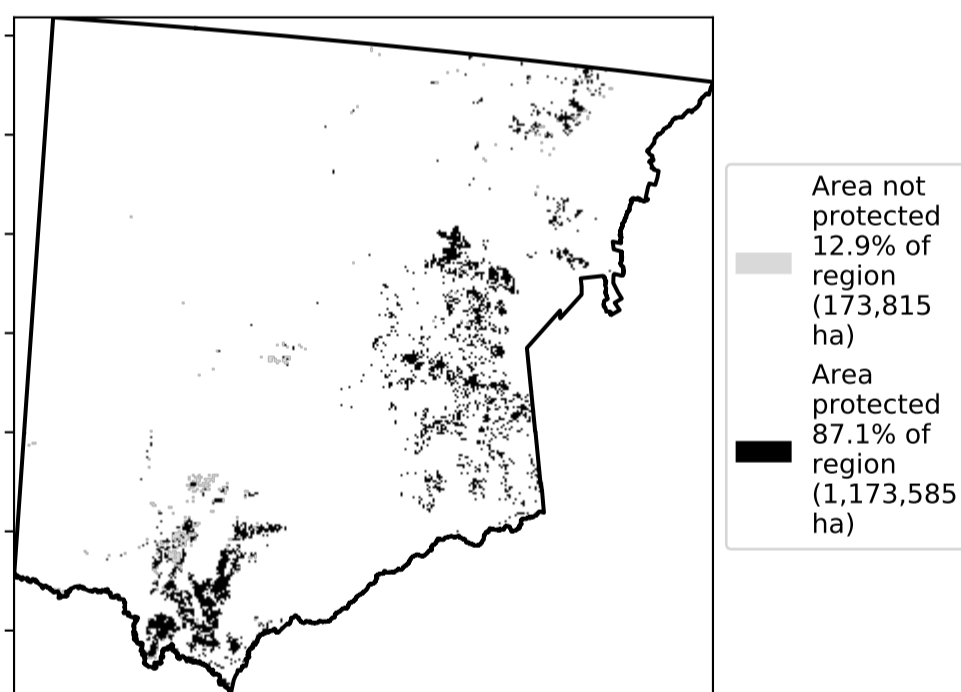 Area not
protected
12.9% of
region
(173,815
ha)
Area
protected
87.1% of
region
(1,173,585
ha)